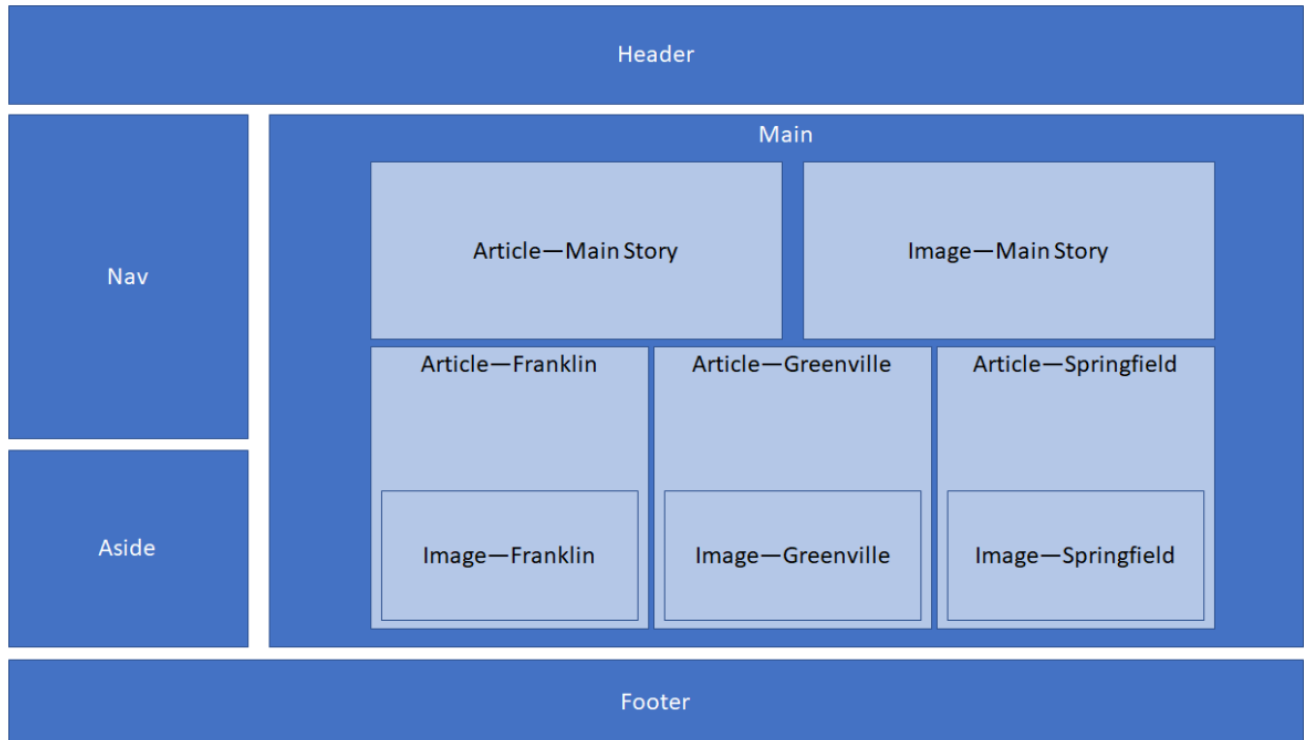 Header
Nav
Main
Article—Main Story
Image—Main Story
Article—Franklin
Article—Greenville
Article—Springfield
Image—Franklin
Image—Greenville
Image—Springfield
Aside
Footer